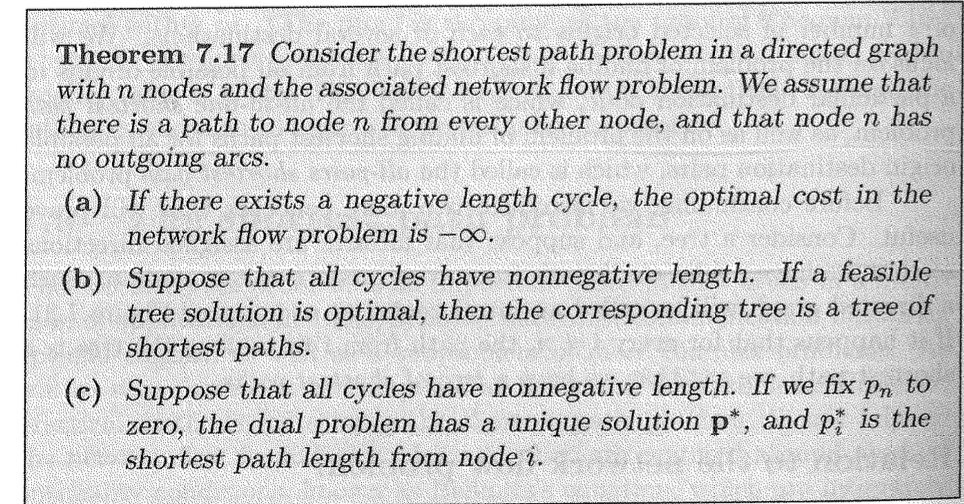 Theorem 7.17 Consider the shortest path problem in a directed graph
with n nodes and the associated network flow problem. We assume that
there is a path to node n from every other node, and that node n has
no outgoing arcs.
(a) If there exists a negative length cycle, the optimal cost in the
network flow problem is −∞.
(b) Suppose that all cycles have nonnegative length. If a feasible
tree solution is optimal, then the corresponding tree is a tree of
shortest paths.
(c) Suppose that all cycles have nonnegative length. If we fix pₙ to
zero, the dual problem has a unique solution p*, and pᵢ* is the
shortest path length from node i.